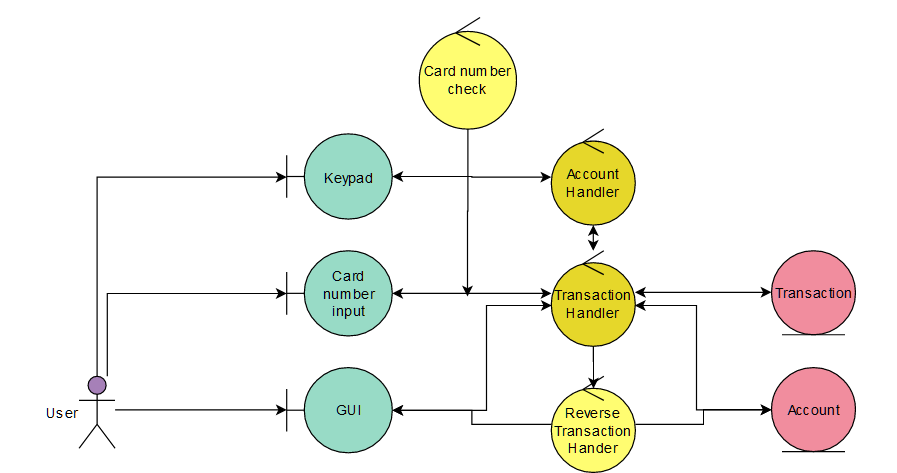 Card number
check
Keypad
Account
Handler
Card
number
input
Transaction
Handler
Transaction
User
GUI
Reverse
Transaction
Hander
Account